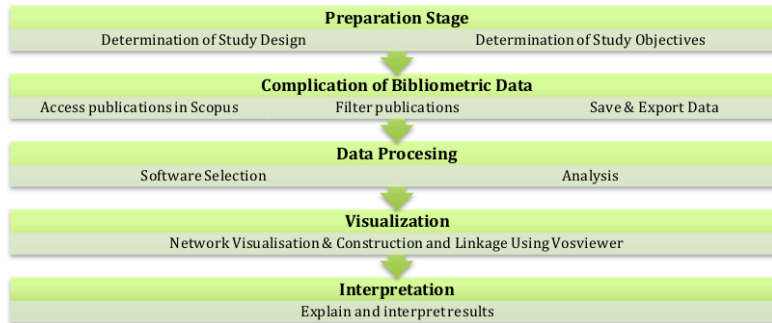 Preparation Stage
Determination of Study Design Determination of Study Objectives
Complication of Bibliometric Data
Access publications in Scopus Filter publications Save & Export Data
Data Procesing
Software Selection Analysis
Visualization
Network Visualisation & Construction and Linkage Using Vosviewer
Interpretation
Explain and interpret results